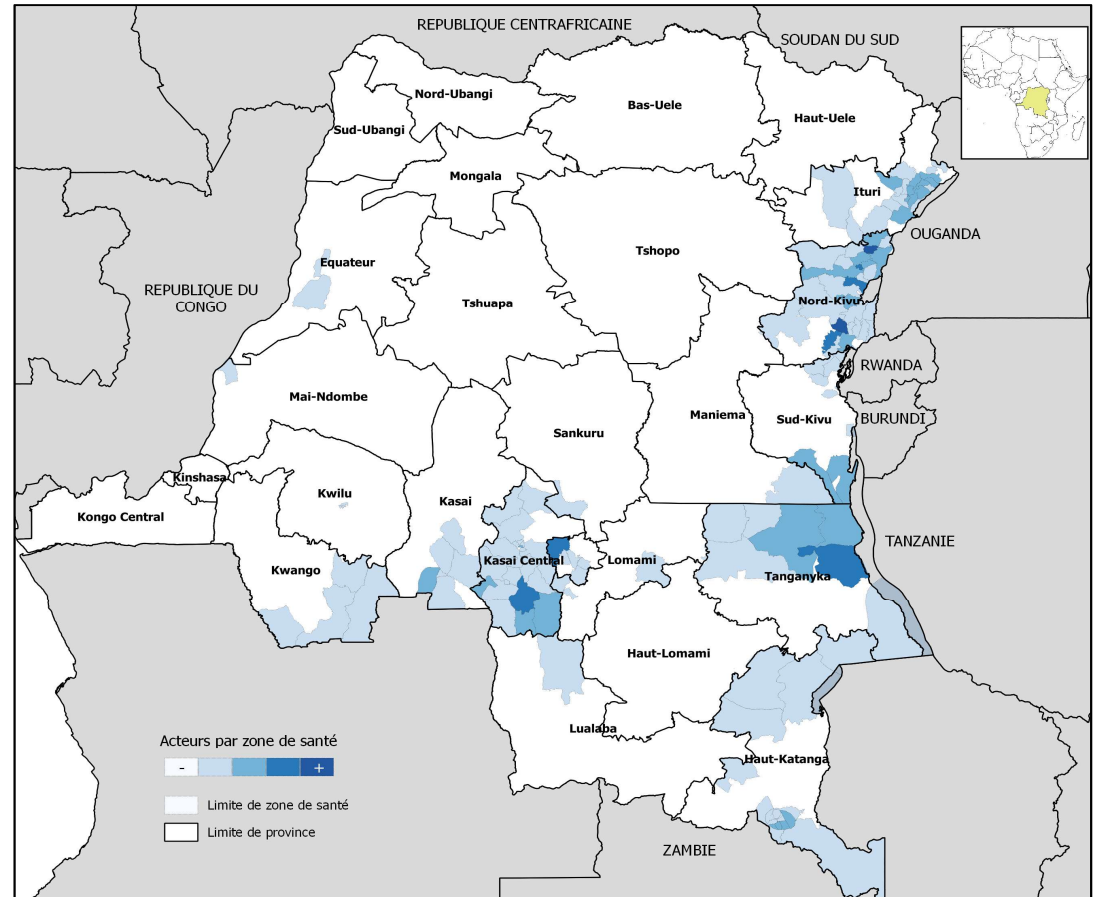 REPUBLIQUE CENTRAFRICAINE
SOUDAN DU SUD
Nord-Ubangi
Bas-Uele
Haut-Uele
Sud-Ubangi
Mongala
Ituri
OUGANDA
Equateur
Tshopo
REPUBLIQUE DU
CONGO
Tshuapa
Nord-Kivu
RWANDA
Mai-Ndombe
Maniema
Sud-Kivu
BURUNDI
Sankuru
Kinshasa
Kwilu
Kasai
Kongo Central
TANZANIE
Kwango
Kasai Central
Lomami
Tanganyka
Haut-Lomami
Lualaba
Haut-Katanga
ZAMBIE
Acteurs par zone de santé
- +
Limite de zone de santé
Limite de province